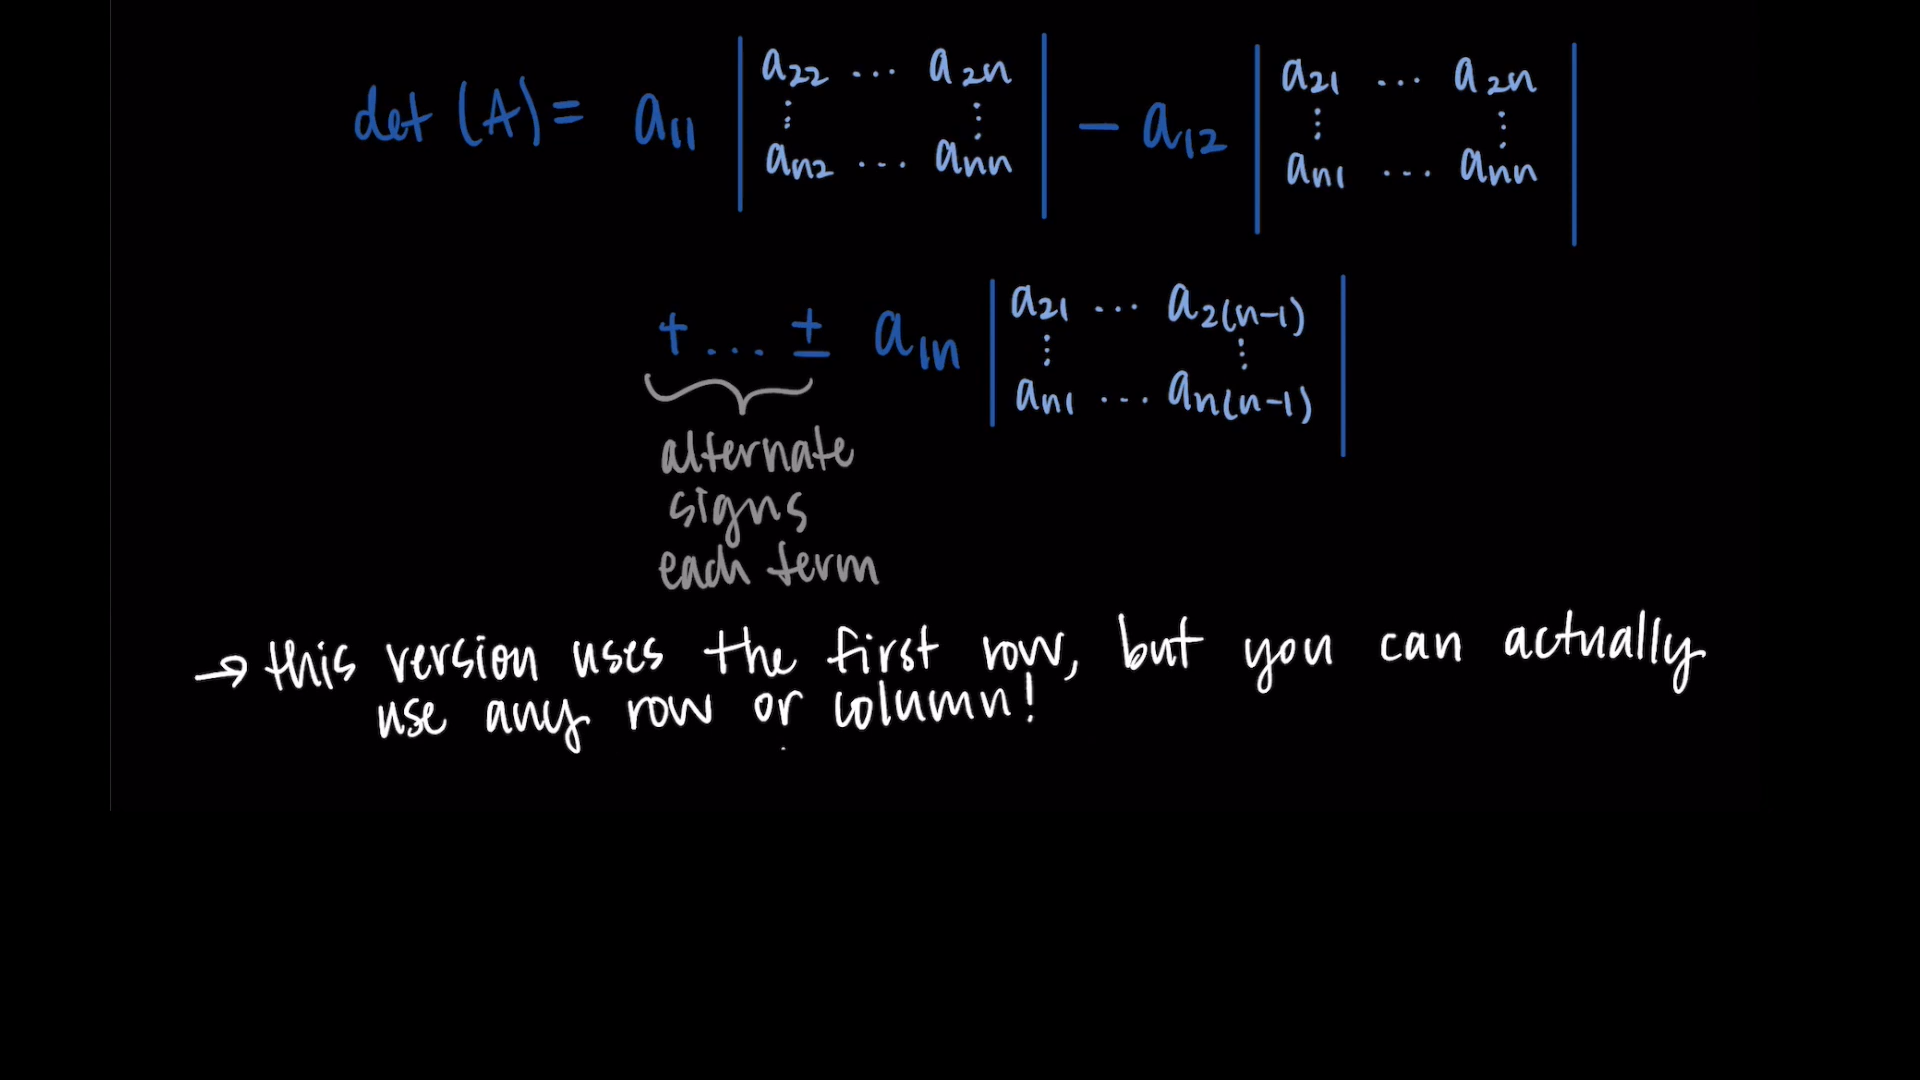 det (A) = a₁₁ | a₂₂ ... a₂ₙ | - a₁₂ | a₂₁ ... a₂ₙ |
⋮ ⋮ ⋮ ⋮
aₙ₂ ... aₙₙ aₙ₁ ... aₙₙ
+ ... ± a₁ₙ | a₂₁ ... a₂₍ₙ₋₁₎ |
⋮ ⋮
aₙ₁ ... aₙ₍ₙ₋₁₎
alternate
signs
each term
→ this version uses the first row, but you can actually
use any row or column!